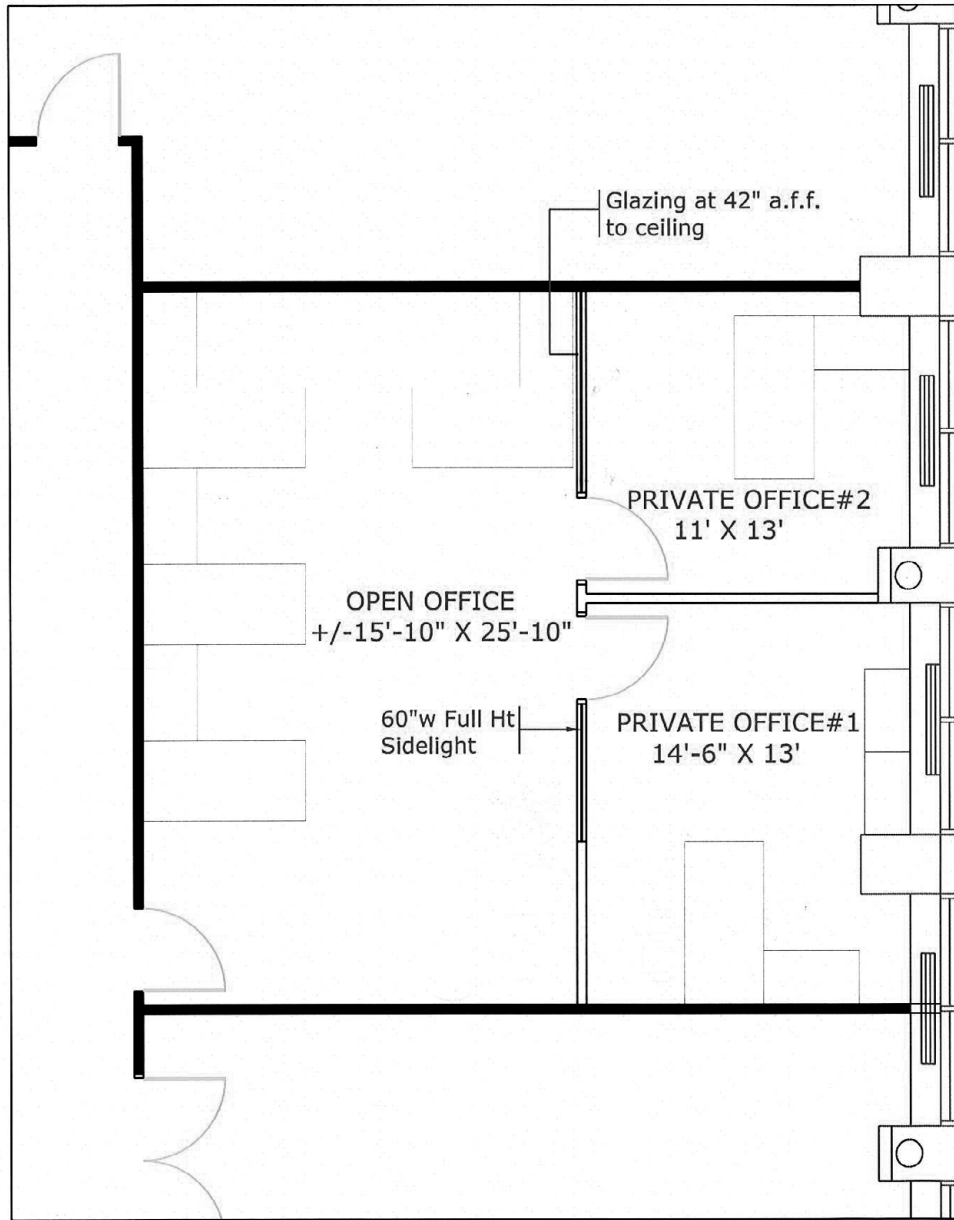 Glazing at 42" a.f.f.
to ceiling
PRIVATE OFFICE#2
11' X 13'
OPEN OFFICE
+/-15'-10" X 25'-10"
60"w Full Ht
Sidelight
PRIVATE OFFICE#1
14'-6" X 13'